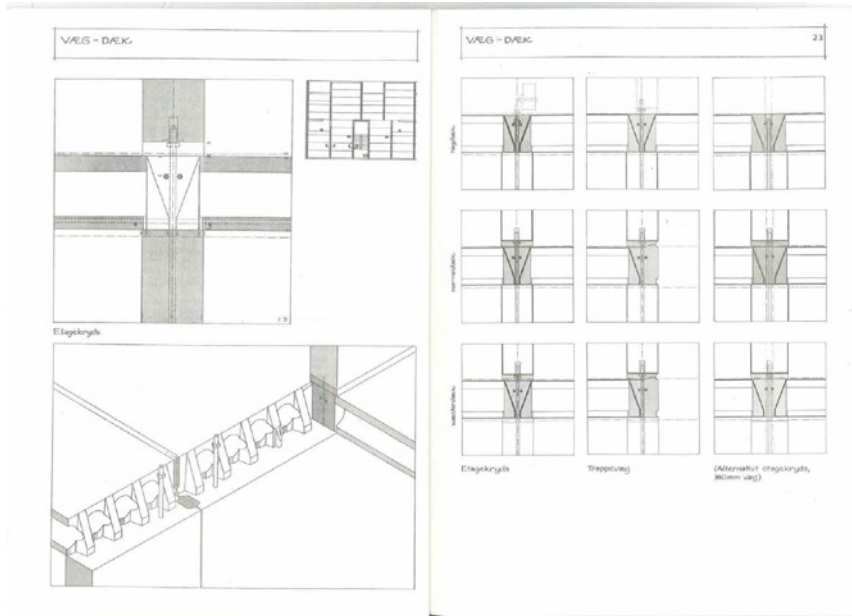 VÆG - DÆK
Etagekryds
VÆG - DÆK
23
Etagekryds
Trappevæg
(Alternativt etagekryds,
180mm væg)